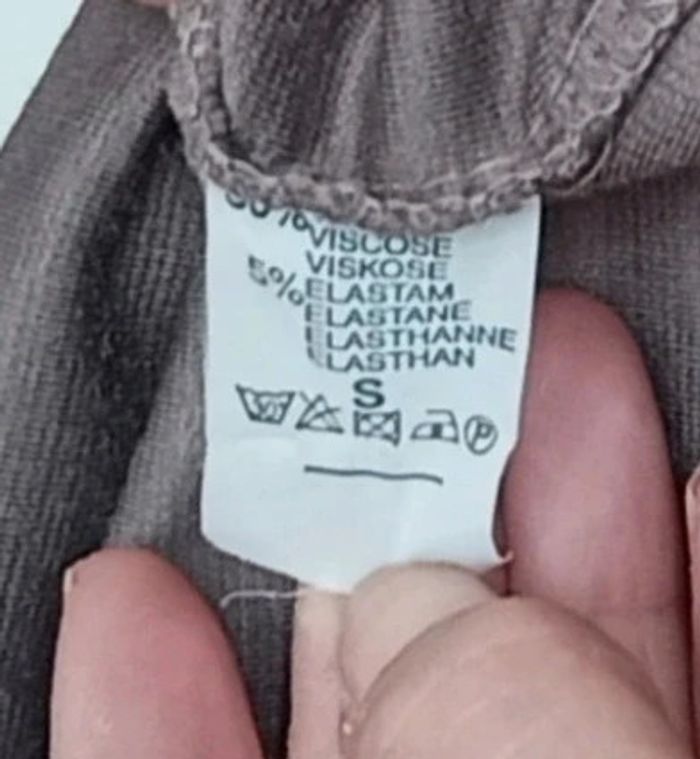 VISCOSE
VISKOSE
5% ELASTAM
ELASTANE
ELASTHANNE
ELASTHAN
S
P